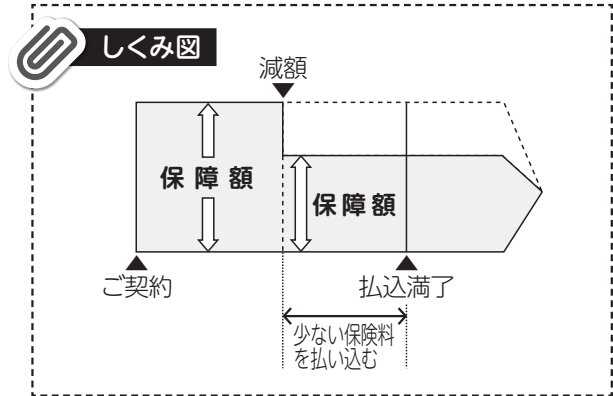 しくみ図
減額
保障額
保障額
ご契約
払込満了
少ない保険料
を払い込む